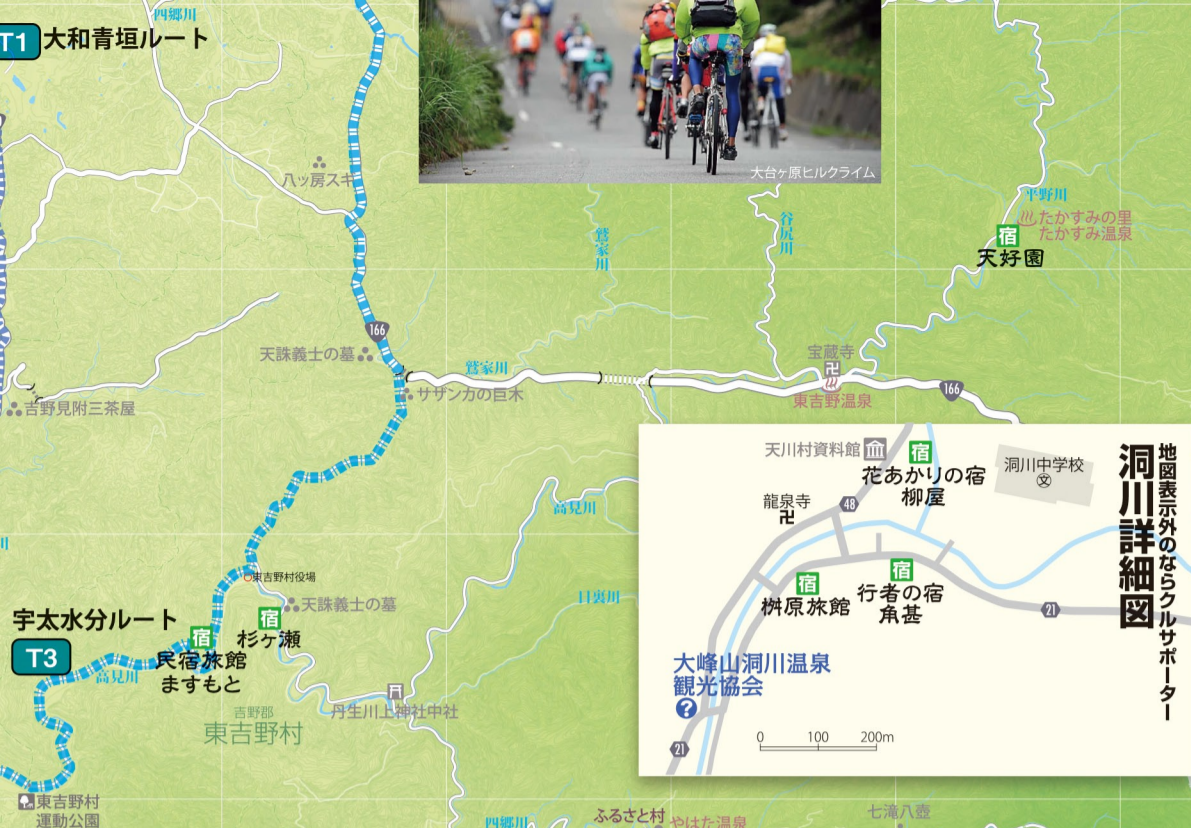 四郷川
T1 大和青垣ルート
八ッ房スギ
大台ヶ原ヒルクライム
鷲家川
谷尻川
平野川
たかすみの里
たかすみ温泉
宿
天好園
166
天誅義士の墓
鷲家川
サザンカの巨木
宝蔵寺
卍
東吉野温泉
166
吉野見附三茶屋
高見川
川
東吉野村役場
天誅義士の墓
日裏川
宇太水分ルート
T3
宿
杉ヶ瀬
宿
民宿旅館
ますもと
高見川
吉野郡
東吉野村
丹生川上神社中社
東吉野村
運動公園
四郷川
ふるさと村
やはた温泉
七滝八壺
地図表示外のならクルサポーター
洞川詳細図
天川村資料館
宿
花あかりの宿
柳屋
洞川中学校
文
龍泉寺
卍
48
宿
桝原旅館
宿
行者の宿
角甚
21
大峰山洞川温泉
観光協会
?
21
0 100 200m